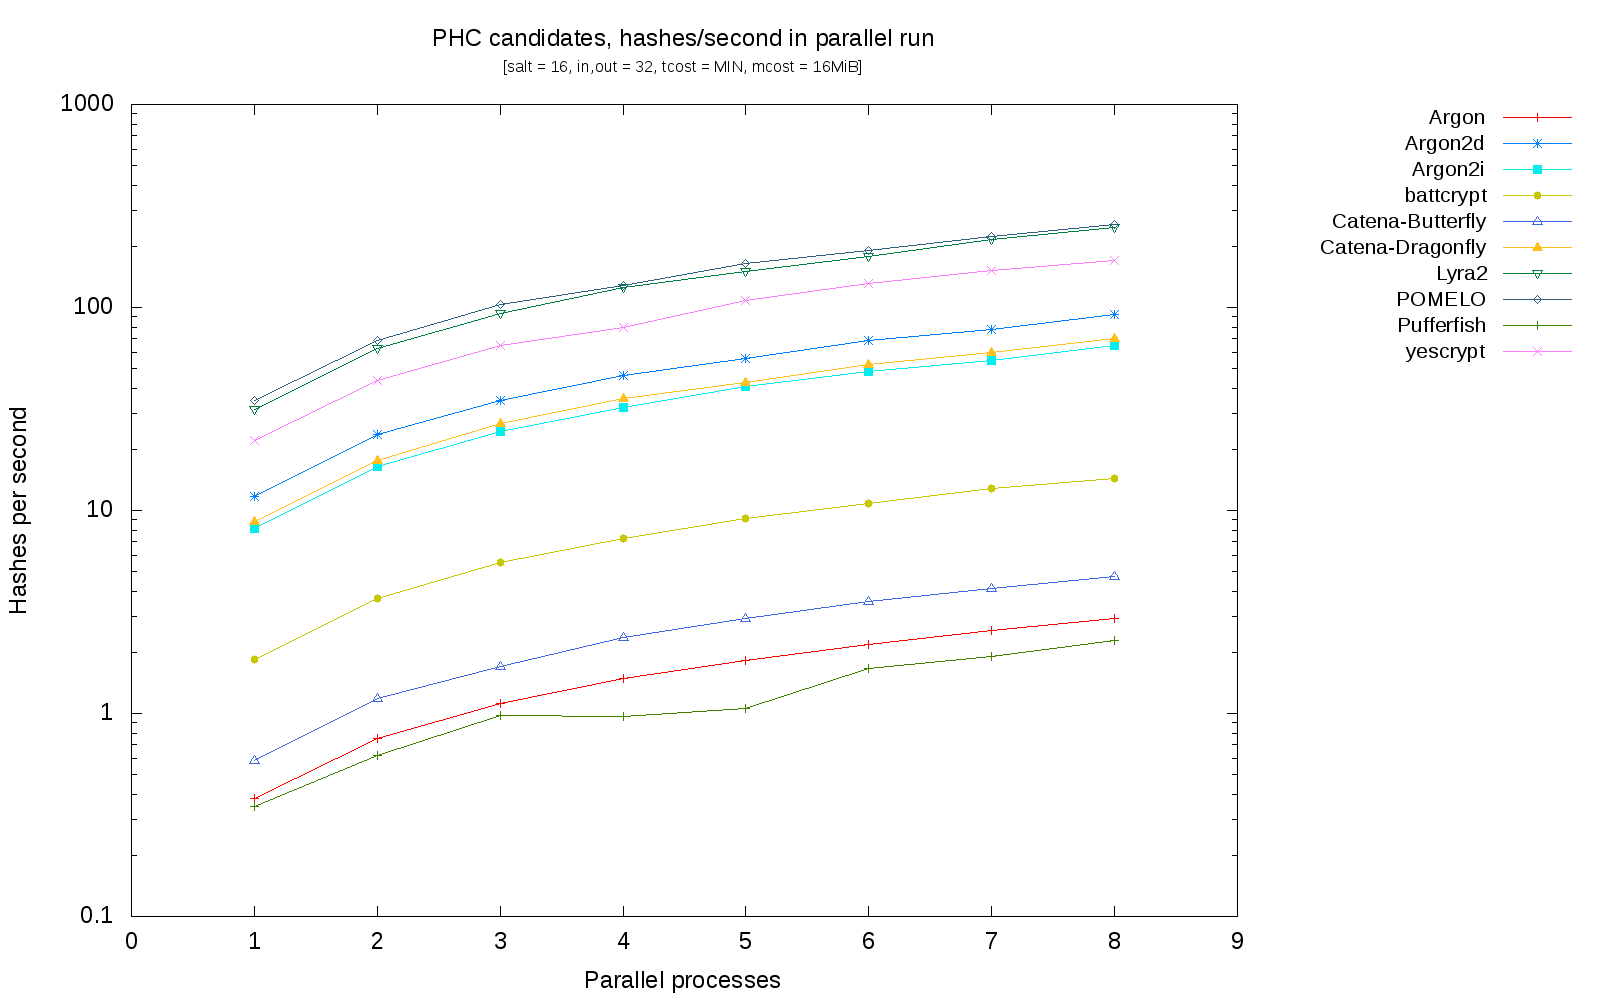 PHC candidates, hashes/second in parallel run
[salt = 16, in,out = 32, tcost = MIN, mcost = 16MiB]
1000
100
10
1
0.1
Hashes per second
0 1 2 3 4 5 6 7 8 9
Parallel processes
Argon
Argon2d
Argon2i
battcrypt
Catena-Butterfly
Catena-Dragonfly
Lyra2
POMELO
Pufferfish
yescrypt